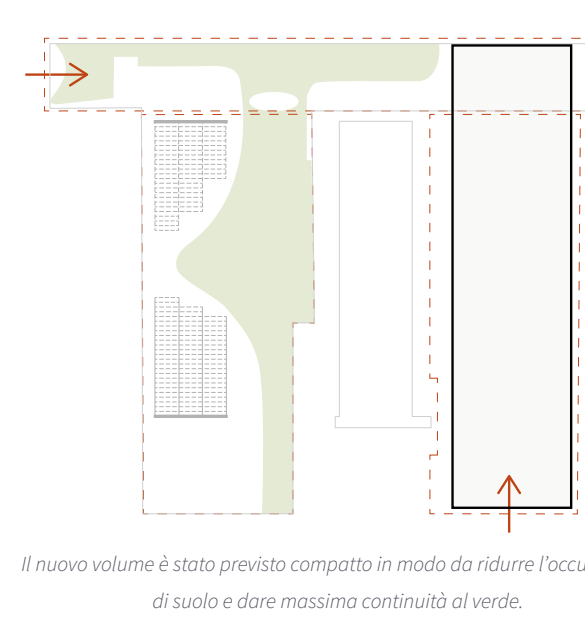 Il nuovo volume è stato previsto compatto in modo da ridurre l’occu
di suolo e dare massima continuità al verde.